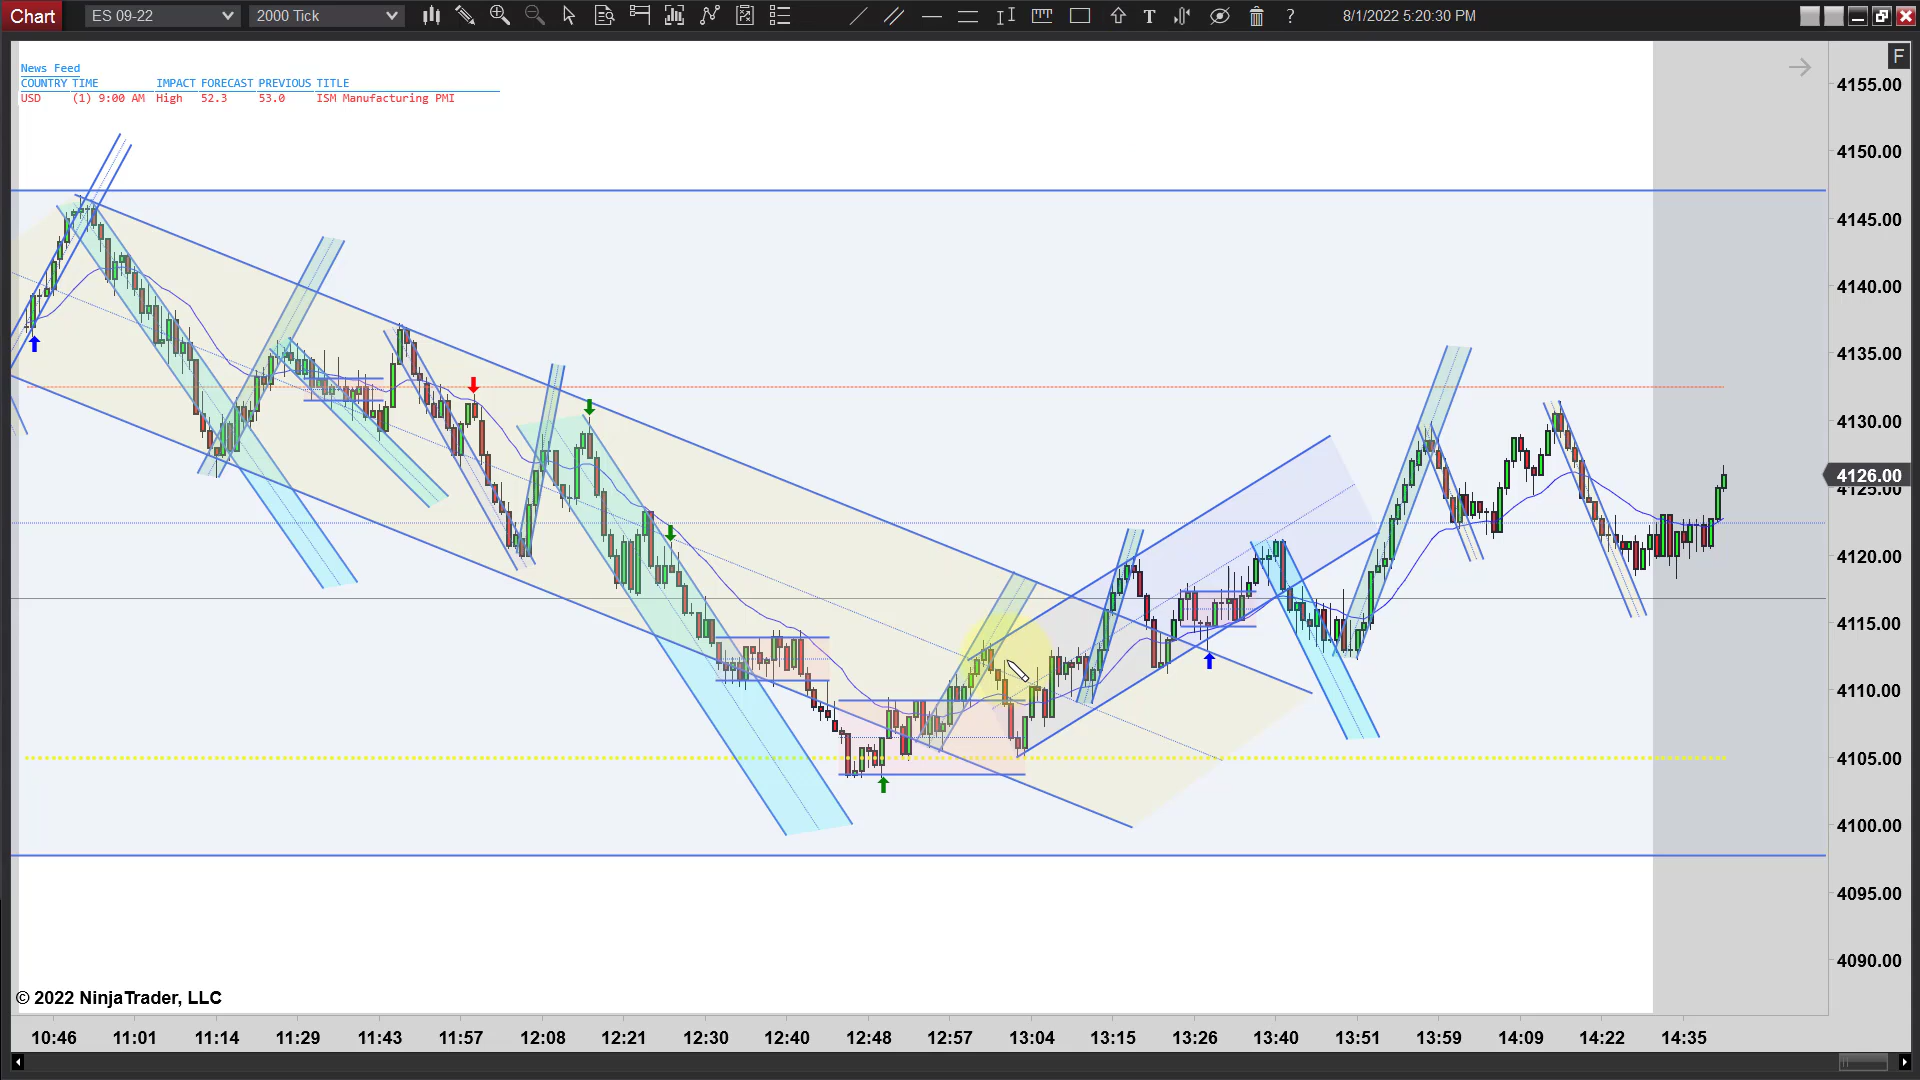 Chart ES 09-22 2000 Tick T ? 8/1/2022 5:20:30 PM
F
News Feed
COUNTRY TIME IMPACT FORECAST PREVIOUS TITLE
USD (1) 9:00 AM High 52.3 53.0 ISM Manufacturing PMI
4155.00
4150.00
4145.00
4140.00
4135.00
4130.00
4126.00
4125.00
4120.00
4115.00
4110.00
4105.00
4100.00
4095.00
4090.00
© 2022 NinjaTrader, LLC
10:46 11:01 11:14 11:29 11:43 11:57 12:08 12:21 12:30 12:40 12:48 12:57 13:04 13:15 13:26 13:40 13:51 13:59 14:09 14:22 14:35